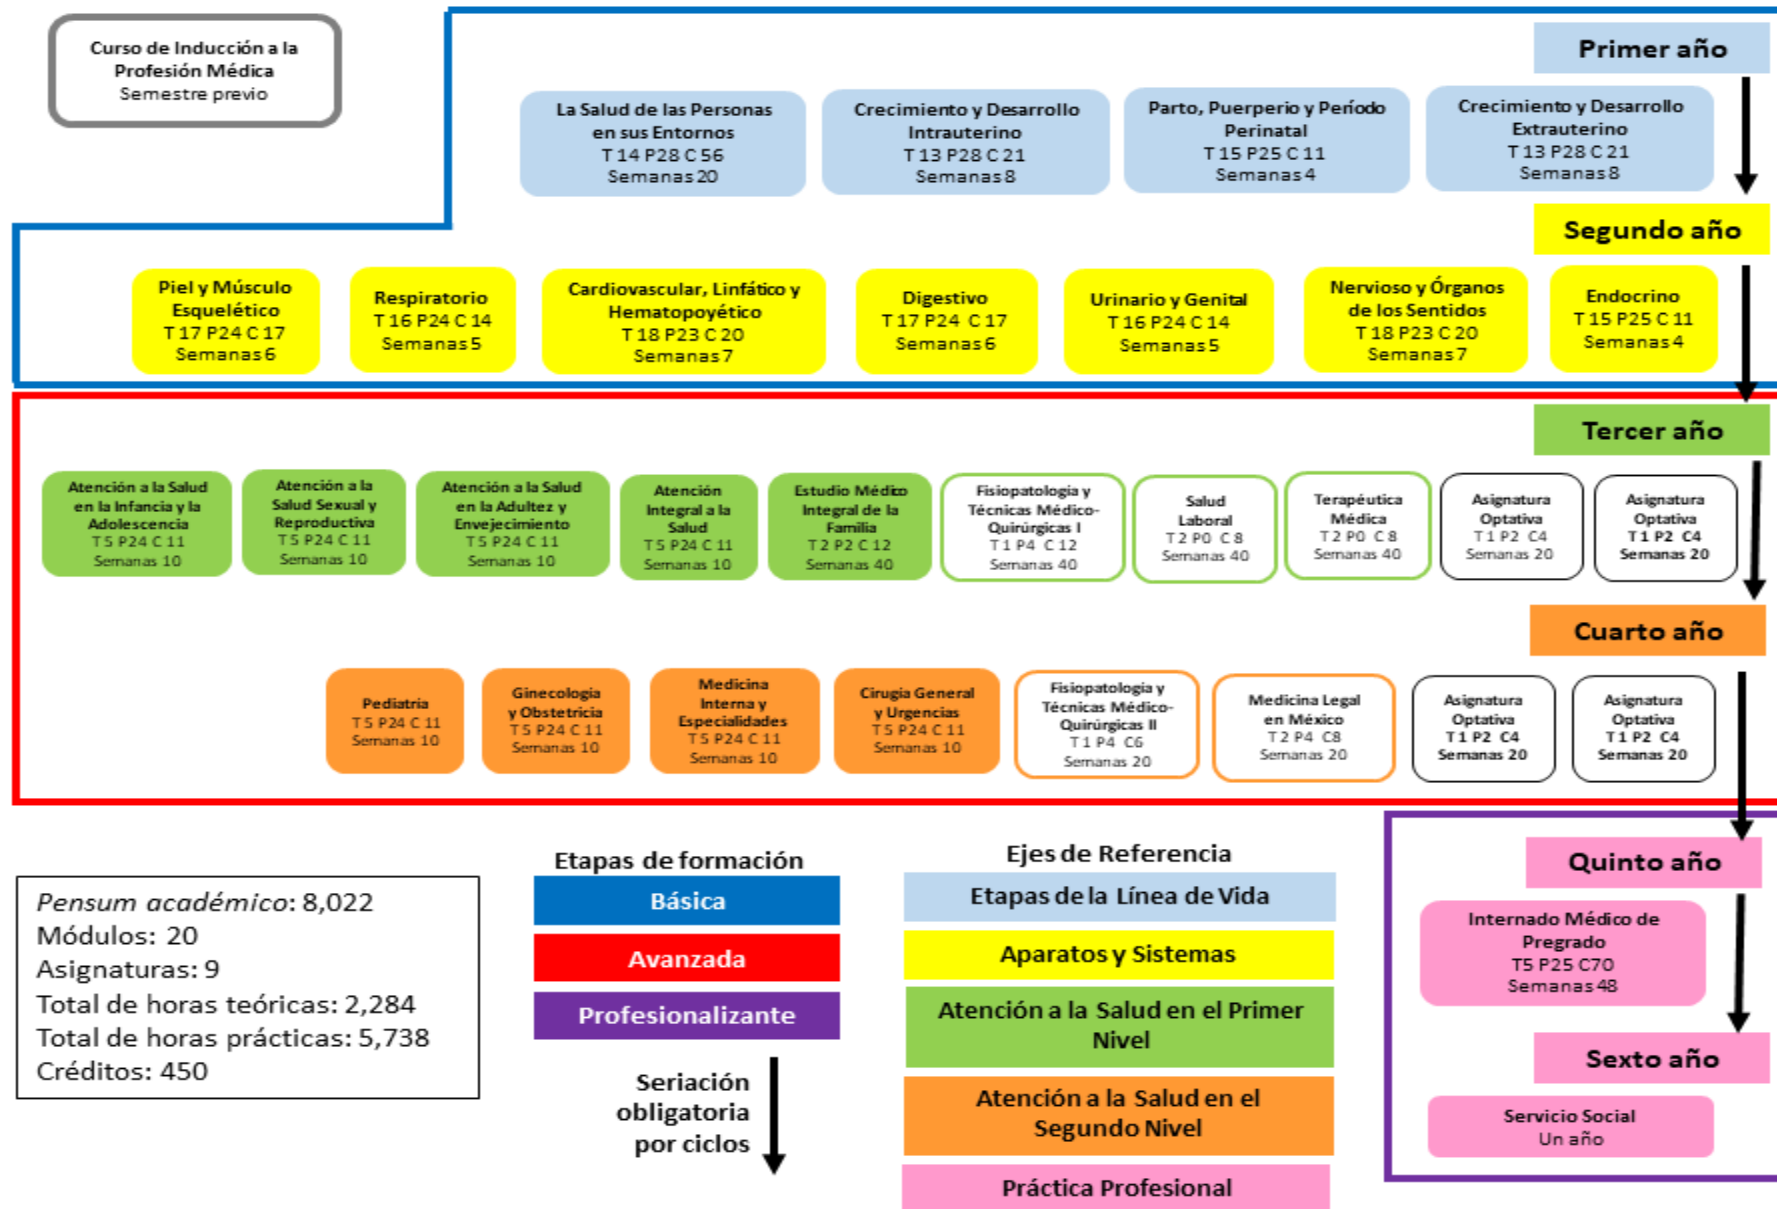 Curso de Inducción a la
Profesión Médica
Semestre previo
Primer año
La Salud de las Personas
en sus Entornos
T 14 P28 C 56
Semanas 20
Crecimiento y Desarrollo
Intrauterino
T 13 P28 C 21
Semanas 8
Parto, Puerperio y Período
Perinatal
T 15 P25 C 11
Semanas 4
Crecimiento y Desarrollo
Extrauterino
T 13 P28 C 21
Semanas 8
Segundo año
Piel y Músculo
Esquelético
T 17 P24 C 17
Semanas 6
Respiratorio
T 16 P24 C 14
Semanas 5
Cardiovascular, Linfático y
Hematopoyético
T 18 P23 C 20
Semanas 7
Digestivo
T 17 P24 C 17
Semanas 6
Urinario y Genital
T 16 P24 C 14
Semanas 5
Nervioso y Órganos
de los Sentidos
T 18 P23 C 20
Semanas 7
Endocrino
T 15 P25 C 11
Semanas 4
Tercer año
Atención a la Salud
en la Infancia y la
Adolescencia
T 5 P24 C 11
Semanas 10
Atención a la
Salud Sexual y
Reproductiva
T 5 P24 C 11
Semanas 10
Atención a la Salud
en la Adultez y
Envejecimiento
T 5 P24 C 11
Semanas 10
Atención
Integral a la
Salud
T 5 P24 C 11
Semanas 10
Estudio Médico
Integral de la
Familia
T 2 P2 C 12
Semanas 40
Fisiopatología y
Técnicas Médico-
Quirúrgicas I
T 1 P4 C 12
Semanas 40
Salud
Laboral
T 2 P0 C 8
Semanas 40
Terapéutica
Médica
T 2 P0 C 8
Semanas 40
Asignatura
Optativa
T 1 P2 C4
Semanas 20
Asignatura
Optativa
T 1 P2 C4
Semanas 20
Cuarto año
Pediatría
T 5 P24 C 11
Semanas 10
Ginecología
y Obstetricia
T 5 P24 C 11
Semanas 10
Medicina
Interna y
Especialidades
T 5 P24 C 11
Semanas 10
Cirugía General
y Urgencias
T 5 P24 C 11
Semanas 10
Fisiopatología y
Técnicas Médico-
Quirúrgicas II
T 1 P4 C6
Semanas 20
Medicina Legal
en México
T 2 P4 C8
Semanas 20
Asignatura
Optativa
T 1 P2 C4
Semanas 20
Asignatura
Optativa
T 1 P2 C4
Semanas 20
Pensum académico: 8,022
Módulos: 20
Asignaturas: 9
Total de horas teóricas: 2,284
Total de horas prácticas: 5,738
Créditos: 450
Etapas de formación
Básica
Avanzada
Profesionalizante
Seriación
obligatoria
por ciclos
Ejes de Referencia
Etapas de la Línea de Vida
Aparatos y Sistemas
Atención a la Salud en el Primer
Nivel
Atención a la Salud en el
Segundo Nivel
Práctica Profesional
Quinto año
Internado Médico de
Pregrado
T5 P25 C70
Semanas 48
Sexto año
Servicio Social
Un año